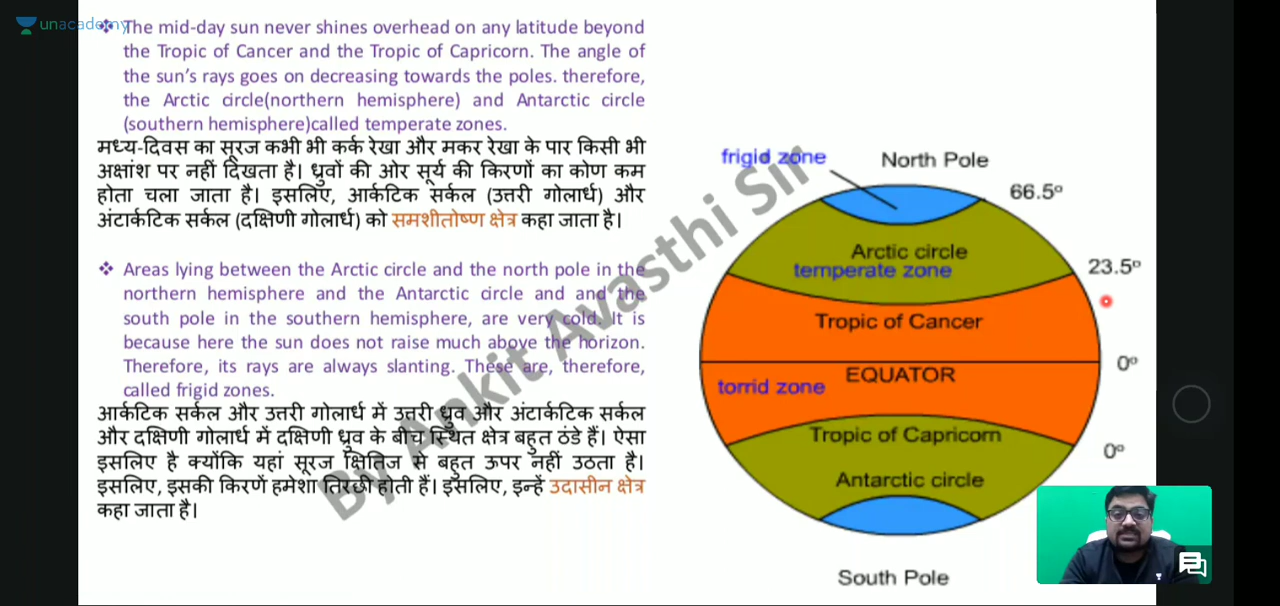 unacademy
The mid-day sun never shines overhead on any latitude beyond
the Tropic of Cancer and the Tropic of Capricorn. The angle of
the sun's rays goes on decreasing towards the poles. therefore,
the Arctic circle(northern hemisphere) and Antarctic circle
(southern hemisphere)called temperate zones.
मध्य-दिवस का सूरज कभी भी कर्क रेखा और मकर रेखा के पार किसी भी
अक्षांश पर नहीं दिखता है। ध्रुवों की ओर सूर्य की किरणों का कोण कम
होता चला जाता है। इसलिए, आर्कटिक सर्कल (उत्तरी गोलार्ध) और
अंटार्कटिक सर्कल (दक्षिणी गोलार्ध) को समशीतोष्ण क्षेत्र कहा जाता है।
Areas lying between the Arctic circle and the north pole in the
northern hemisphere and the Antarctic circle and and the
south pole in the southern hemisphere, are very cold. It is
because here the sun does not raise much above the horizon.
Therefore, its rays are always slanting. These are, therefore,
called frigid zones.
आर्कटिक सर्कल और उत्तरी गोलार्ध में उत्तरी ध्रुव और अंटार्कटिक सर्कल
और दक्षिणी गोलार्ध में दक्षिणी ध्रुव के बीच स्थित क्षेत्र बहुत ठंडे हैं। ऐसा
इसलिए है क्योंकि यहां सूरज क्षितिज से बहुत ऊपर नहीं उठता है।
इसलिए, इसकी किरणें हमेशा तिरछी होती हैं। इसलिए, इन्हें उदासीन क्षेत्र
कहा जाता है।
By Ankit Avasthi Sir
frigid zone
North Pole
66.5º
Arctic circle
temperate zone
23.5º
Tropic of Cancer
0º
EQUATOR
torrid zone
Tropic of Capricorn
0º
Antarctic circle
South Pole